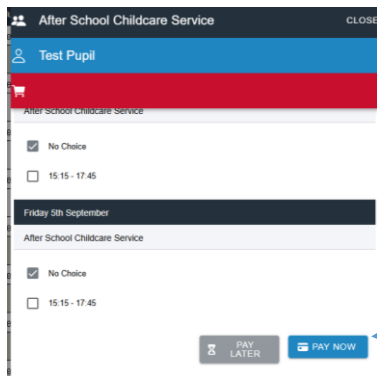 After School Childcare Service CLOSE
Test Pupil
After School Childcare Service
No Choice
15:15 - 17:45
Friday 5th September
After School Childcare Service
No Choice
15:15 - 17:45
PAY LATER
PAY NOW